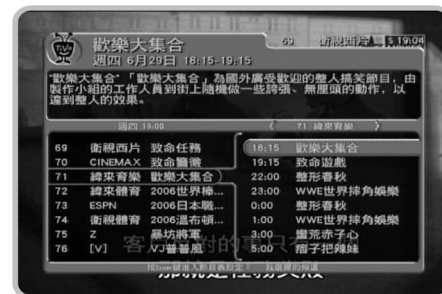 TiVo
歡樂大集合
週四 6月29日 18:15-19:15
69 衛視西片 19:04
"歡樂大集合"「歡樂大集合」為國外廣受歡迎的整人搞笑節目，由
製作小組的工作人員到街上隨機做一些誇張、無厘頭的動作，以
達到整人的效果。
週四 19:00
71 緯來育樂
69 衛視西片 致命任務
70 CINEMAX 致命醫徵
71 緯來育樂 歡樂大集合
72 緯來體育 2006世界棒...
73 ESPN 2006日本職...
74 衛視體育 2006溫布頓...
75 Z 暴坊將軍
76 [V] VJ普普風
18:15 歡樂大集合
19:15 致命遊戲
22:00 整形春秋
23:00 WWE世界摔角娛樂
0:00 整形春秋
1:00 WWE世界摔角娛樂
3:00 蠻荒赤子心
5:00 痞子把辣妹